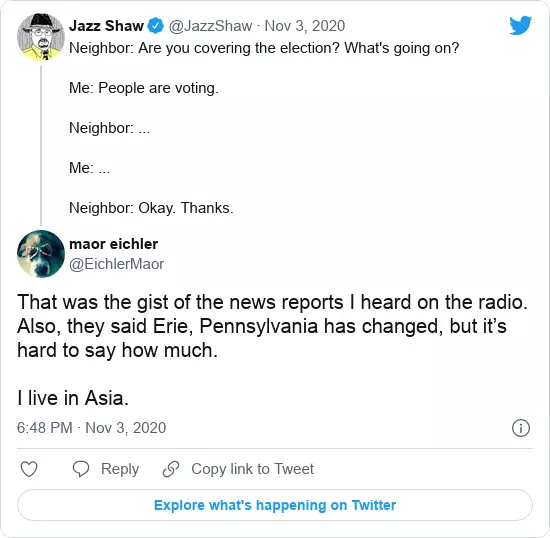 Jazz Shaw @JazzShaw · Nov 3, 2020
Neighbor: Are you covering the election? What's going on?
Me: People are voting.
Neighbor: ...
Me: ...
Neighbor: Okay. Thanks.
maor eichler
@EichlerMaor
That was the gist of the news reports I heard on the radio.
Also, they said Erie, Pennsylvania has changed, but it’s
hard to say how much.
I live in Asia.
6:48 PM · Nov 3, 2020
Reply Copy link to Tweet
Explore what's happening on Twitter